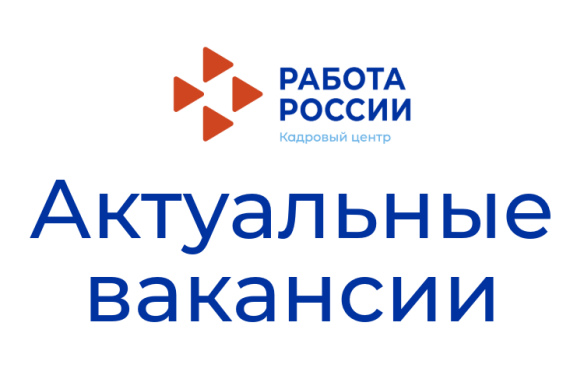 РАБОТА
РОССИИ
Кадровый центр
Актуальные
вакансии